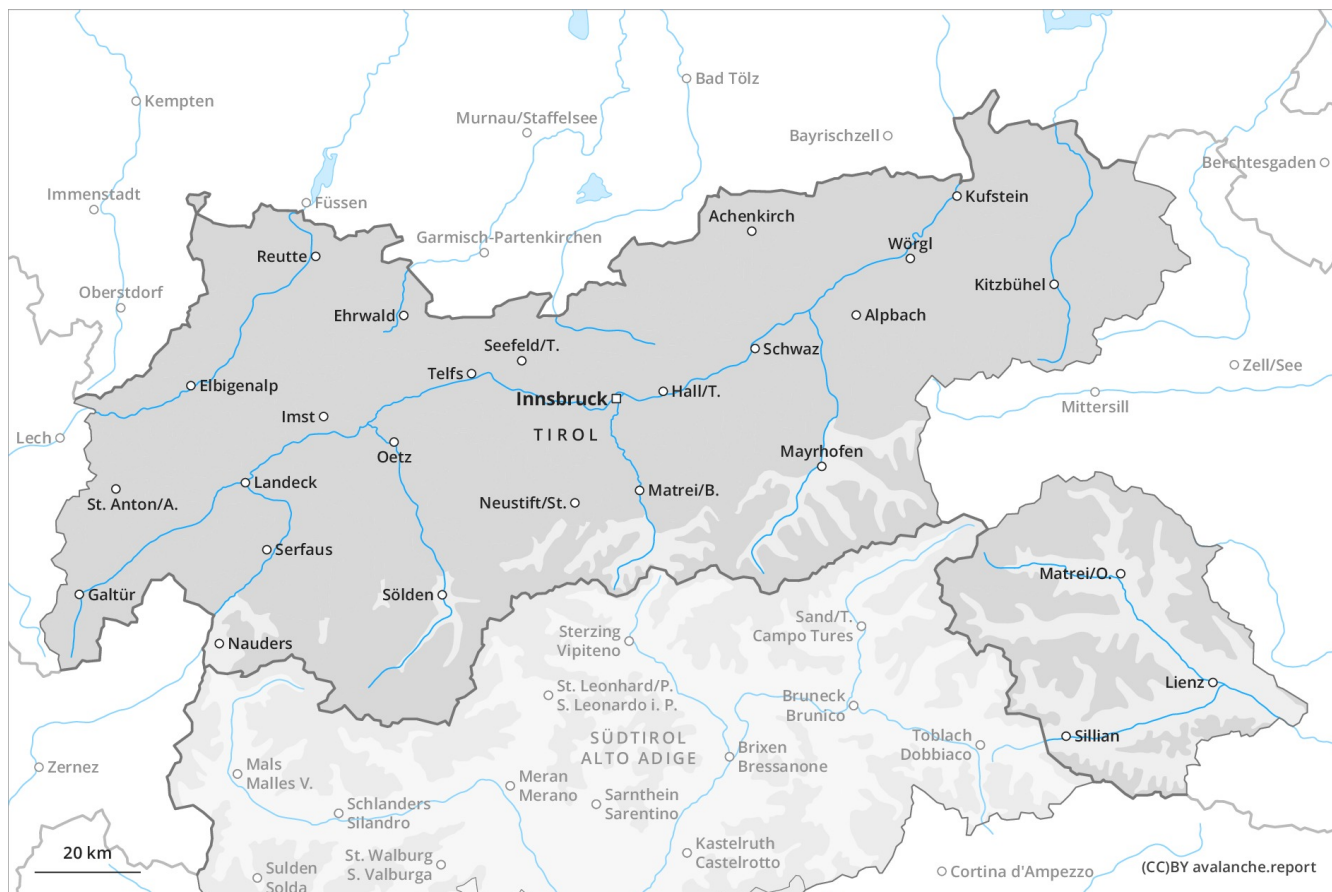 Kempten
Bad Tölz
Murnau/Staffelsee
Bayrischzell
Berchtesgaden
Immenstadt
Füssen
Kufstein
Achenkirch
Garmisch-Partenkirchen
Wörgl
Reutte
Kitzbühel
Oberstdorf
Ehrwald
Alpbach
Seefeld/T.
Schwaz
Zell/See
Telfs
Elbigenalp
Hall/T.
Innsbruck
Mittersill
Imst
Lech
TIROL
Oetz
Mayrhofen
Landeck
Matrei/B.
St. Anton/A.
Neustift/St.
Serfaus
Matrei/O.
Galtür
Sölden
Sand/T.
Campo Tures
Sterzing
Vipiteno
Nauders
Lienz
St. Leonhard/P.
S. Leonardo i. P.
Bruneck
Brunico
Sillian
SÜDTIROL
ALTO ADIGE
Toblach
Dobbiaco
Brixen
Bressanone
Zernez
Mals
Malles V.
Meran
Merano
Schlanders
Silandro
Sarnthein
Sarentino
Kastelruth
Castelrotto
20 km
St. Walburg
S. Valburga
Sulden
Solda
Cortina d'Ampezzo
(CC)BY avalanche.report